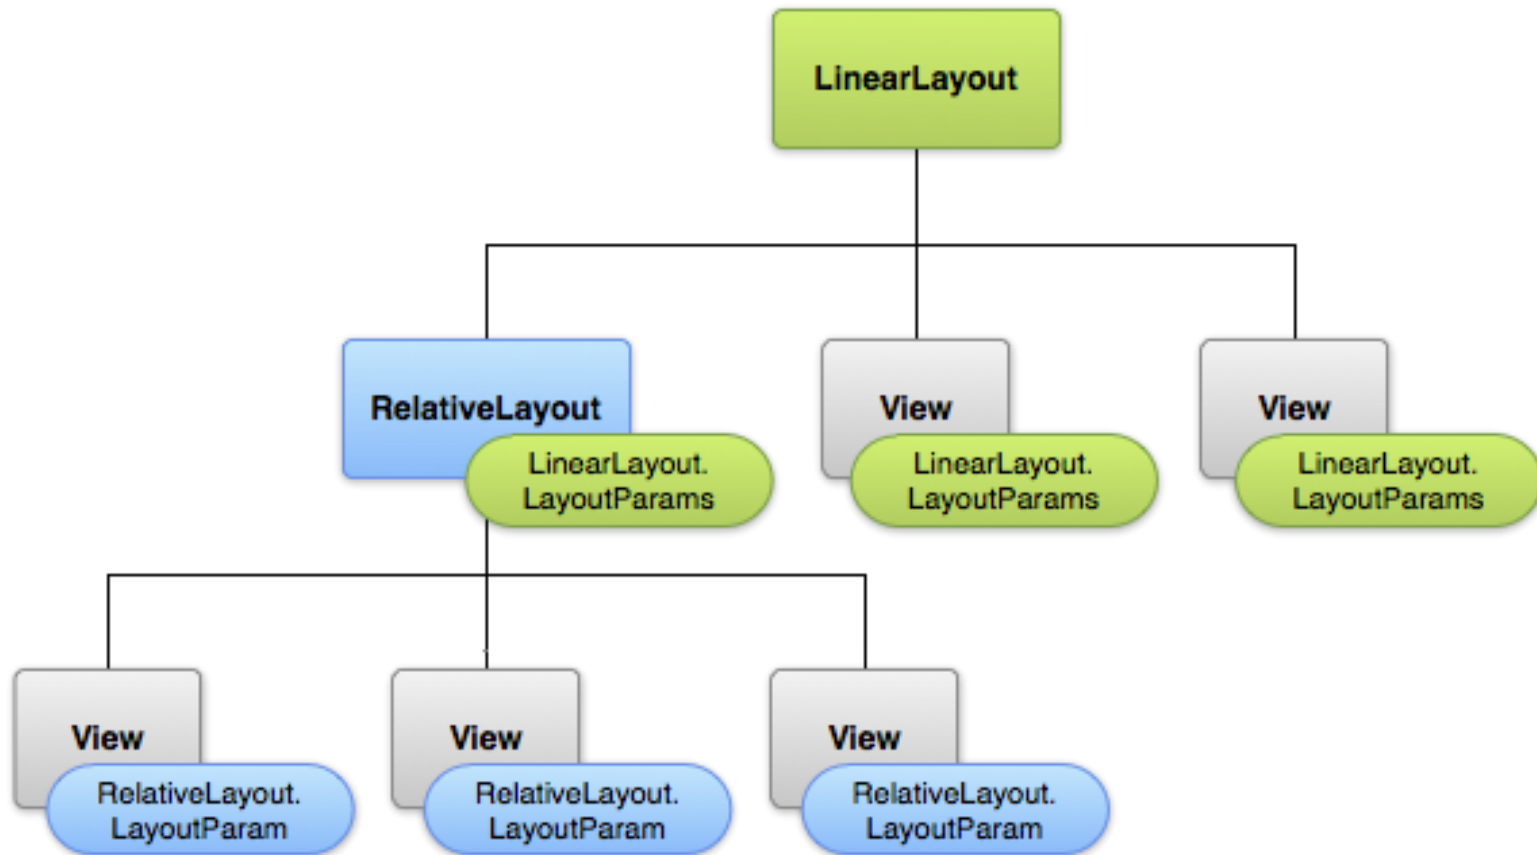 LinearLayout
RelativeLayout
LinearLayout.
LayoutParams
View
LinearLayout.
LayoutParams
View
LinearLayout.
LayoutParams
View
RelativeLayout.
LayoutParam
View
RelativeLayout.
LayoutParam
View
RelativeLayout.
LayoutParam